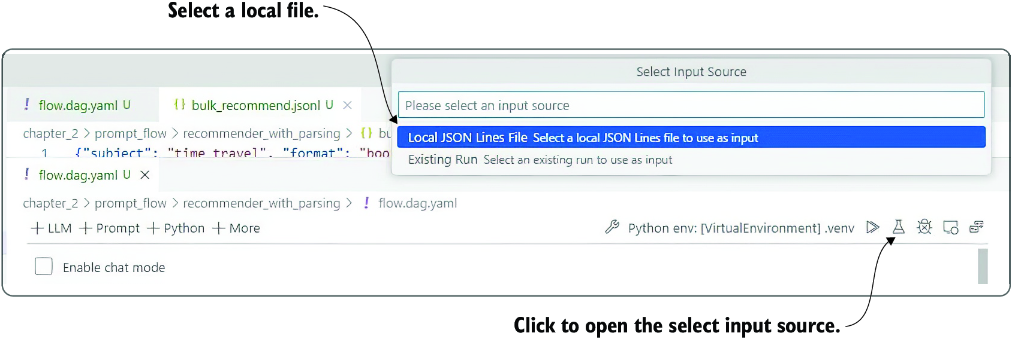 Select a local file.
Select Input Source
flow.dag.yaml U
{} bulk_recommend.jsonl U ×
Please select an input source
chapter_2 > prompt_flow > recommender_with_parsing > {} bu
Local JSON Lines File Select a local JSON Lines file to use as input
1 {"subject": "time travel", "format": "boo
Existing Run Select an existing run to use as input
! flow.dag.yaml U ×
chapter_2 > prompt_flow > recommender_with_parsing > ! flow.dag.yaml
+ LLM + Prompt + Python + More
Python env: [VirtualEnvironment] .venv
Enable chat mode
Click to open the select input source.